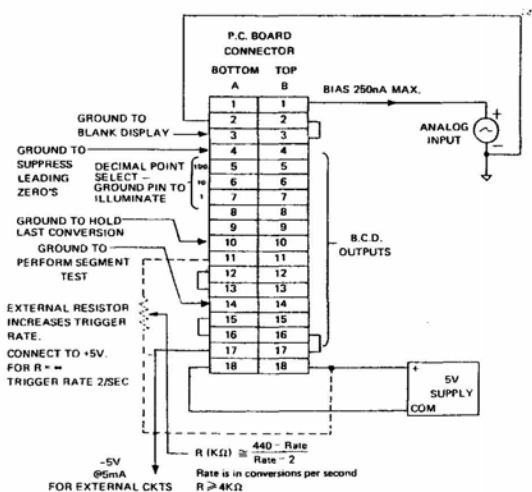 P.C. BOARD
CONNECTOR
BOTTOM TOP
A B
1 1
2 2
3 3
4 4
5 5
6 6
7 7
8 8
9 9
10 10
11 11
12 12
13 13
14 14
15 15
16 16
17 17
18 18
BIAS 250nA MAX.
+
ANALOG
INPUT
-
GROUND TO
BLANK DISPLAY
GROUND TO
SUPPRESS
LEADING
ZERO'S
DECIMAL POINT
SELECT -
GROUND PIN TO
ILLUMINATE
100
10
1
GROUND TO HOLD
LAST CONVERSION
GROUND TO
PERFORM SEGMENT
TEST
B.C.D.
OUTPUTS
EXTERNAL RESISTOR
INCREASES TRIGGER
RATE.
CONNECT TO +5V.
FOR R = ∞
TRIGGER RATE 2/SEC
+
5V
SUPPLY
COM
R (KΩ) ≅ 440 - Rate
Rate - 2
Rate is in conversions per second
R ⩾ 4KΩ
-5V
@5mA
FOR EXTERNAL CKTS